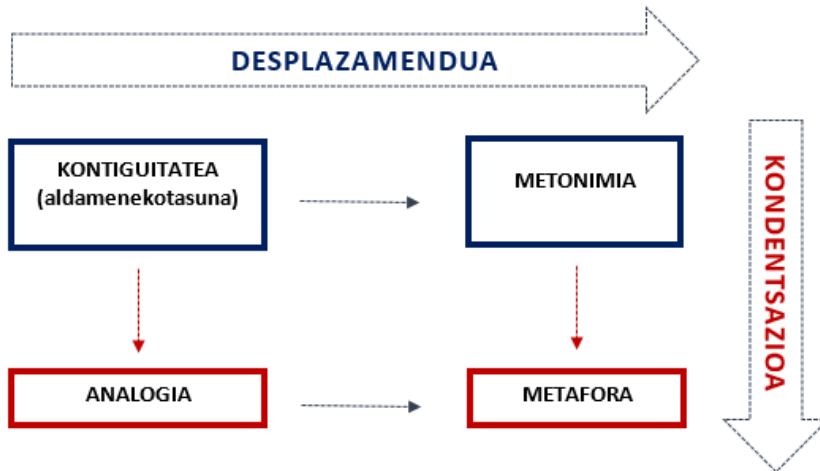 DESPLAZAMENDUA
KONTIGUITATEA
(aldamenekotasuna)
METONIMIA
KONDENTSAZIOA
ANALOGIA
METAFORA